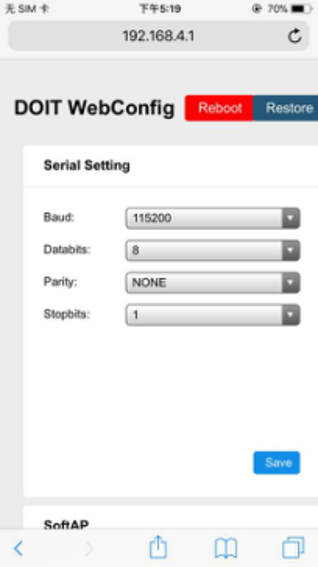 无 SIM 卡 下午5:19 70%
192.168.4.1
DOIT WebConfig Reboot Restore
Serial Setting
Baud: 115200
Databits: 8
Parity: NONE
Stopbits: 1
Save
SoftAP